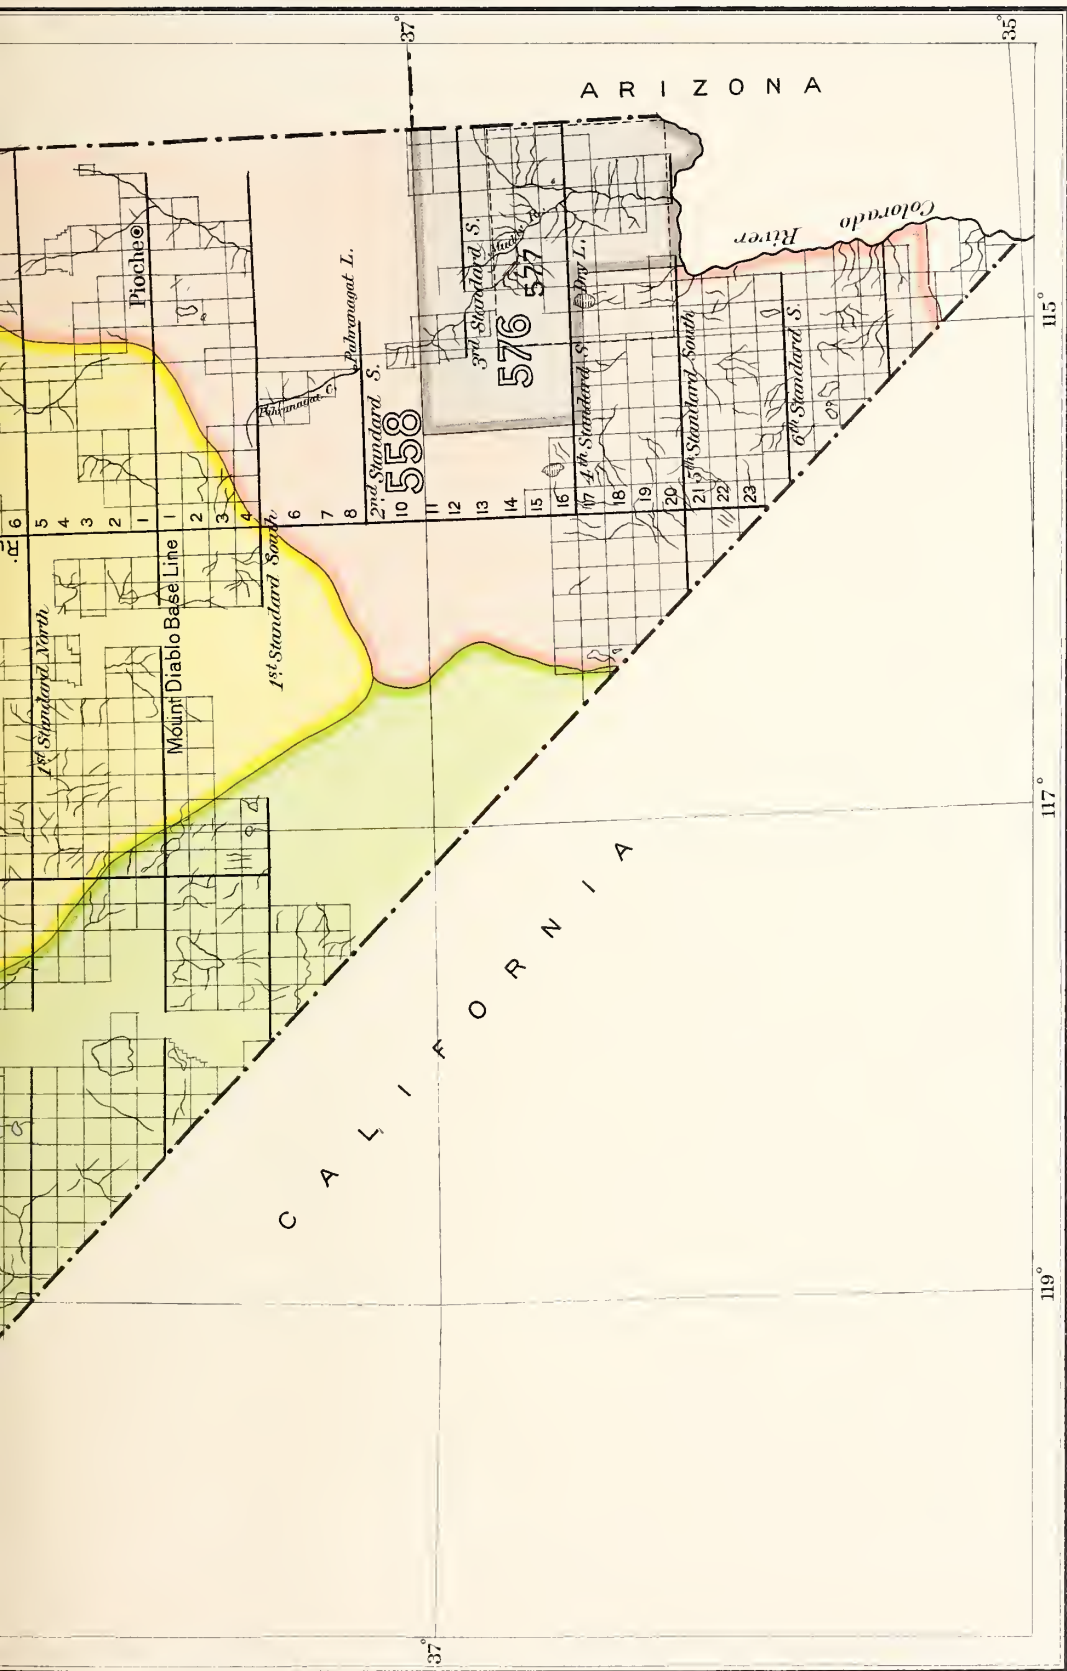 37°
35°
ARIZONA
Pioche
Colorado
River
115°
Pahranagat L.
Pahranagat C.
3rd Standard S.
Muddy R.
577
576
Dry L.
4th Standard S.
5th Standard South
6th Standard S.
2nd Standard S.
558
R.
6
5
4
3
2
1
1
2
3
4
6
7
8
10
11
12
13
14
15
16
17
18
19
20
21
22
23
1st Standard North
Mount Diablo Base Line
1st Standard South
117°
CALIFORNIA
119°
37°